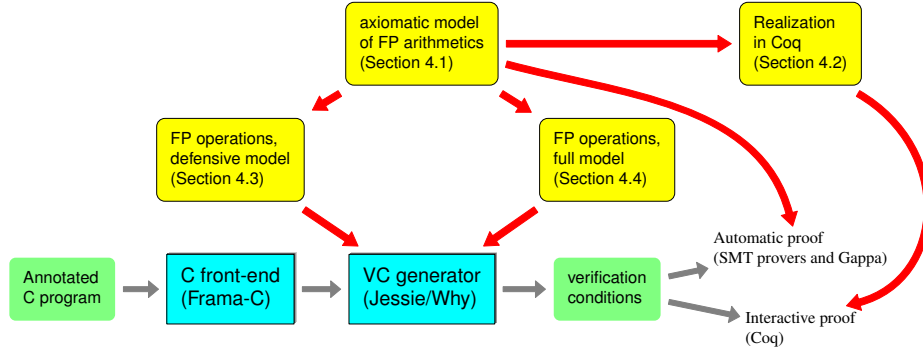 axiomatic model
of FP arithmetics
(Section 4.1)
Realization
in Coq
(Section 4.2)
FP operations,
defensive model
(Section 4.3)
FP operations,
full model
(Section 4.4)
Annotated
C program
C front-end
(Frama-C)
VC generator
(Jessie/Why)
verification
conditions
Automatic proof
(SMT provers and Gappa)
Interactive proof
(Coq)